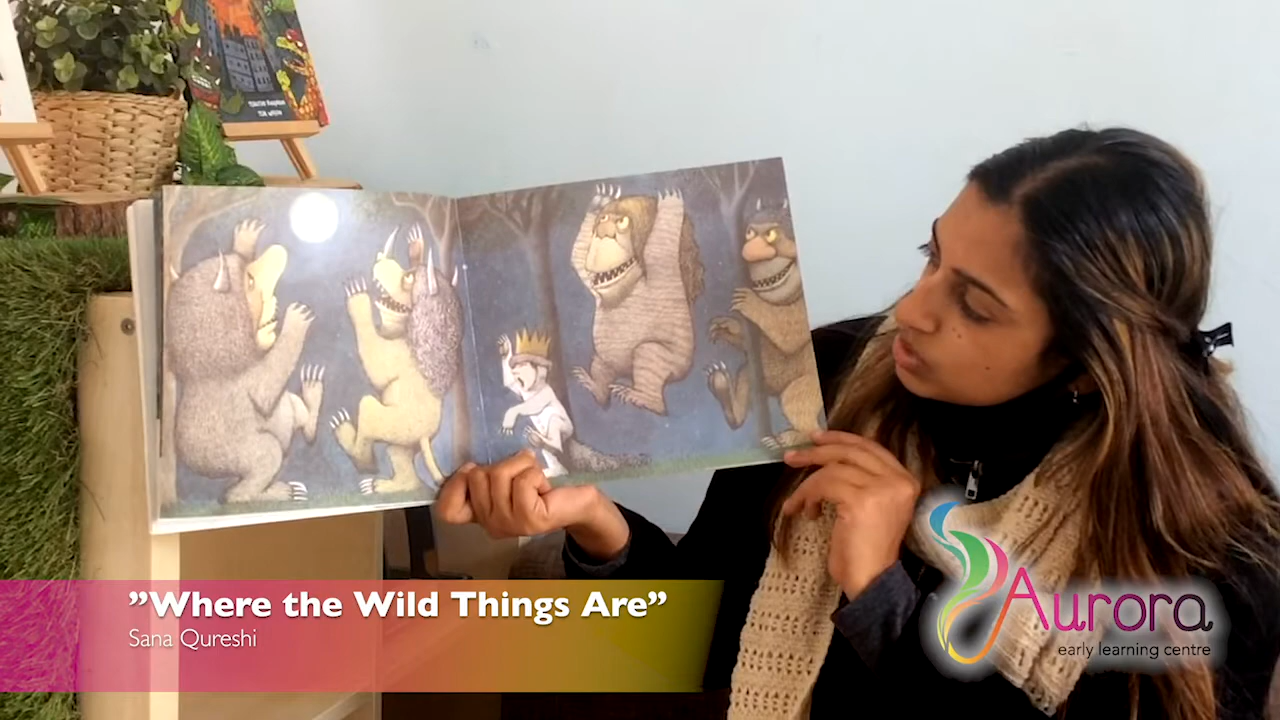 ”Where the Wild Things Are”
Sana Qureshi
Aurora
early learning centre